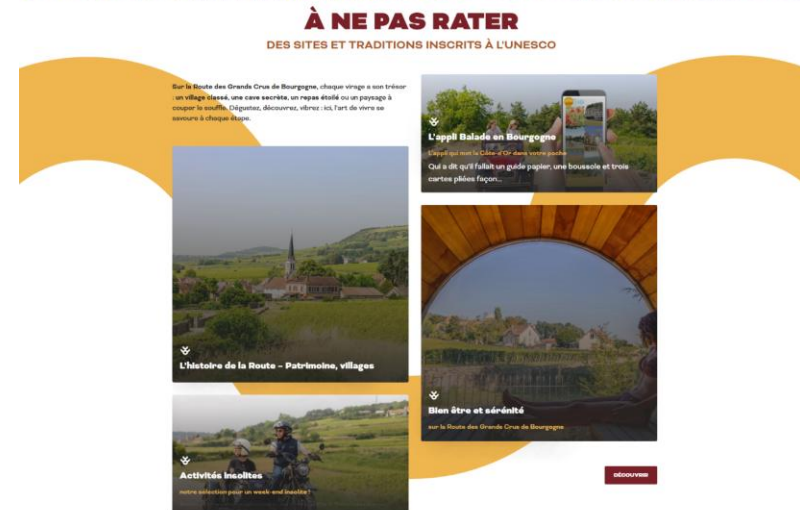 À NE PAS RATER
DES SITES ET TRADITIONS INSCRITS À L'UNESCO
Sur la Route des Grands Crus de Bourgogne, chaque virage a son trésor
: un village classé, une cave secrète, un repas étoilé ou un paysage à
couper le souffle. Dégustez, découvrez, vibrez : ici, l'art de vivre se
savoure à chaque étape.
L'histoire de la Route – Patrimoine, villages
Activités insolites
notre sélection pour un week-end insolite !
L'appli Balade en Bourgogne
L'appli qui met la Côte-d'Or dans votre poche
Qui a dit qu'il fallait un guide papier, une boussole et trois
cartes pliées façon...
Bien être et sérénité
sur la Route des Grands Crus de Bourgogne
DÉCOUVRIR